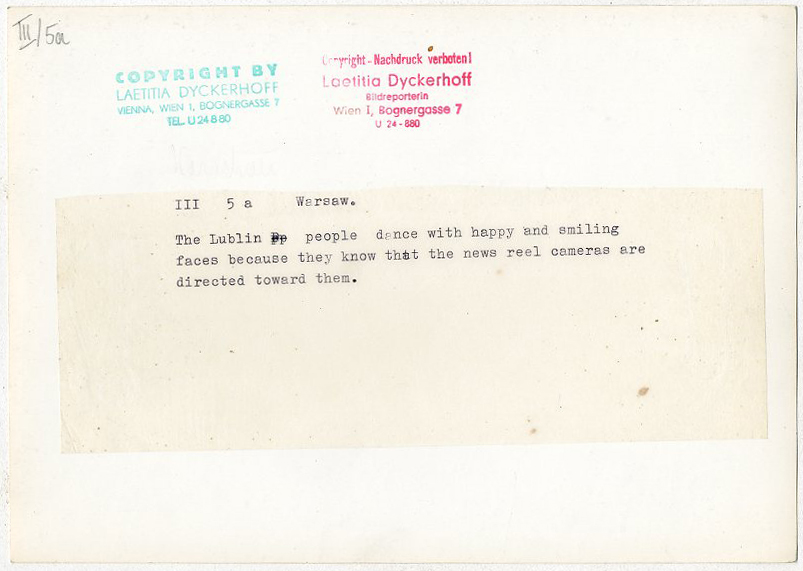 III/5a
COPYRIGHT BY
LAETITIA DYCKERHOFF
VIENNA, WIEN 1, BOGNERGASSE 7
TEL. U 24 8 80
Copyright - Nachdruck verboten!
Laetitia Dyckerhoff
Bildreporterin
Wien I, Bognergasse 7
U 24-880
III 5 a Warsaw.
The Lublin people dance with happy and smiling
faces because they know that the news reel cameras are
directed toward them.